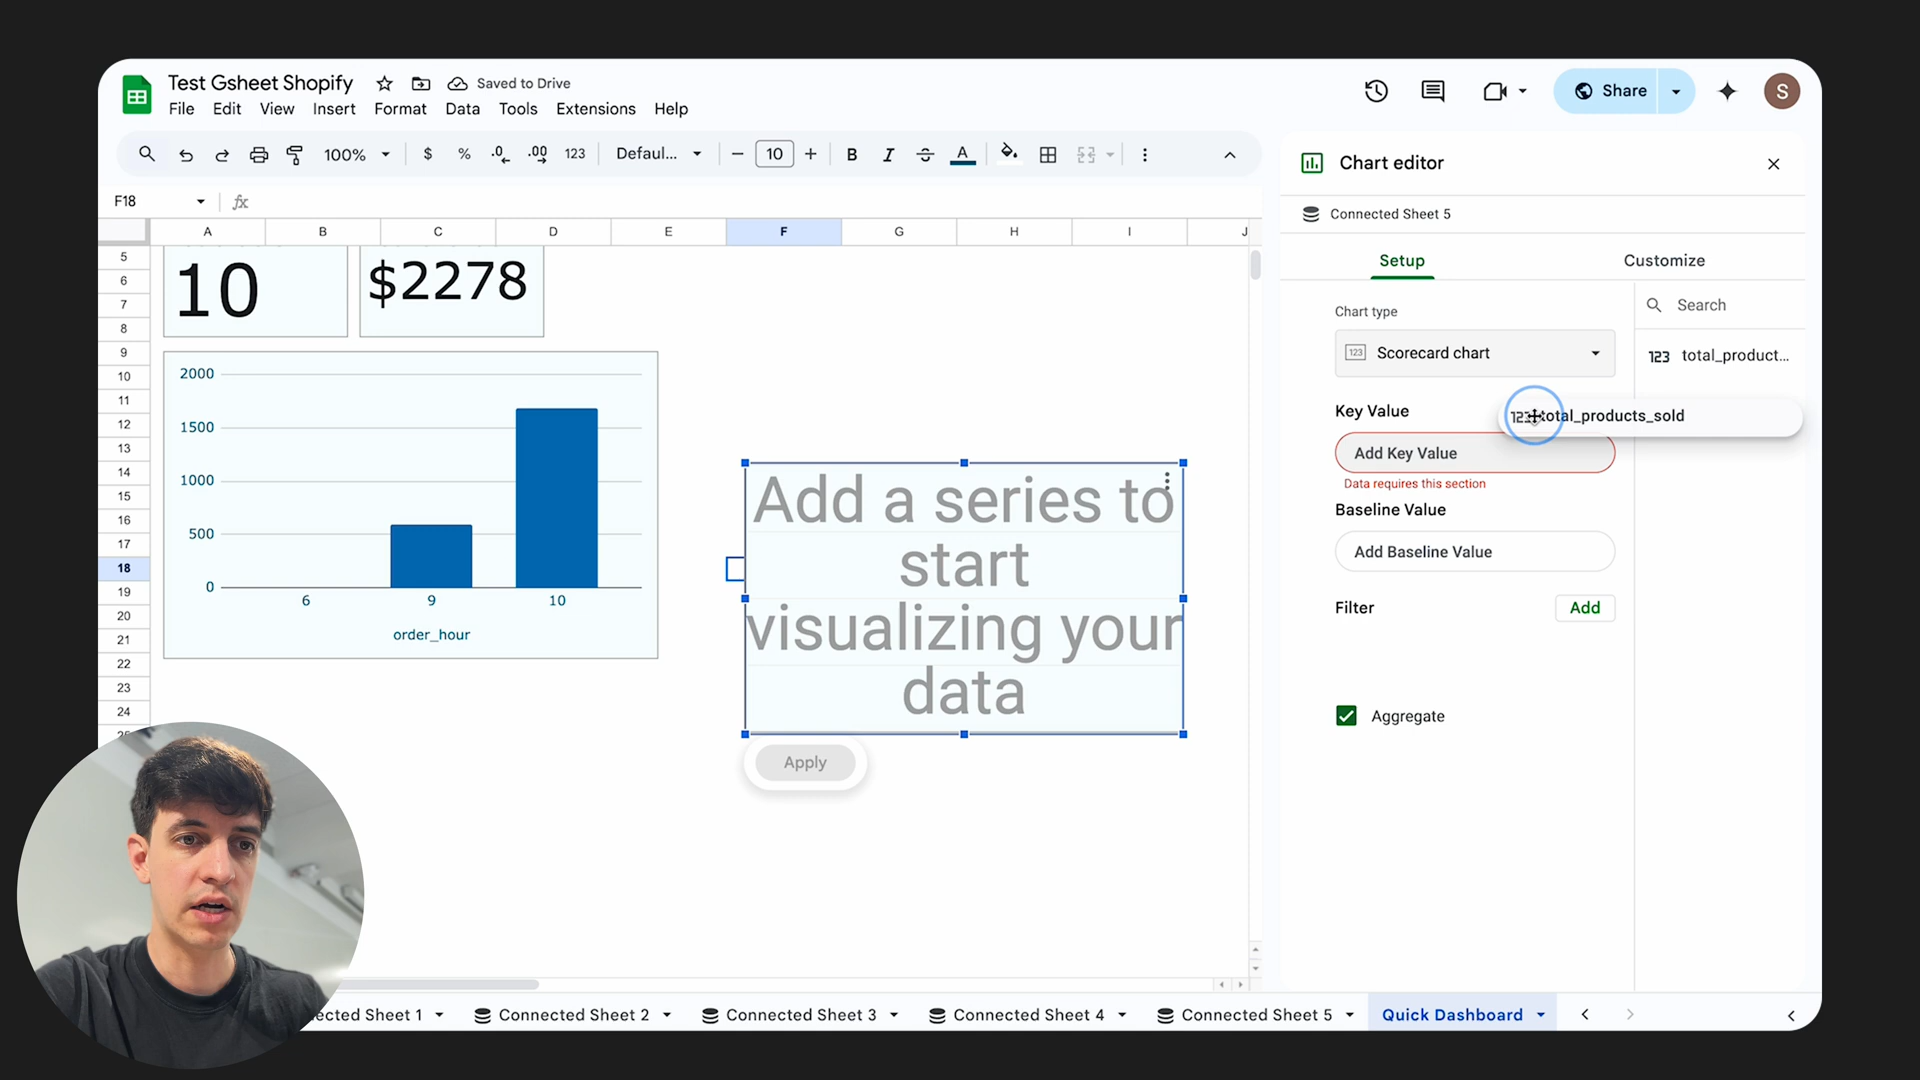 Test Gsheet Shopify
Saved to Drive
File Edit View Insert Format Data Tools Extensions Help
Share
S
100% $ % .0 .00 123 Defaul... − 10 + B I A
F18 fx
A B C D E F G H I J
5
6
7
8
9
10
11
12
13
14
15
16
17
18
19
20
21
22
23
24
10
$2278
2000
1500
1000
500
0
6 9 10
order_hour
Add a series to
start
visualizing your
data
Apply
Chart editor
Connected Sheet 5
Setup Customize
Chart type
123 Scorecard chart
Search
123 total_product...
Key Value
123 total_products_sold
Add Key Value
Data requires this section
Baseline Value
Add Baseline Value
Filter Add
Aggregate
ected Sheet 1 Connected Sheet 2 Connected Sheet 3 Connected Sheet 4 Connected Sheet 5 Quick Dashboard